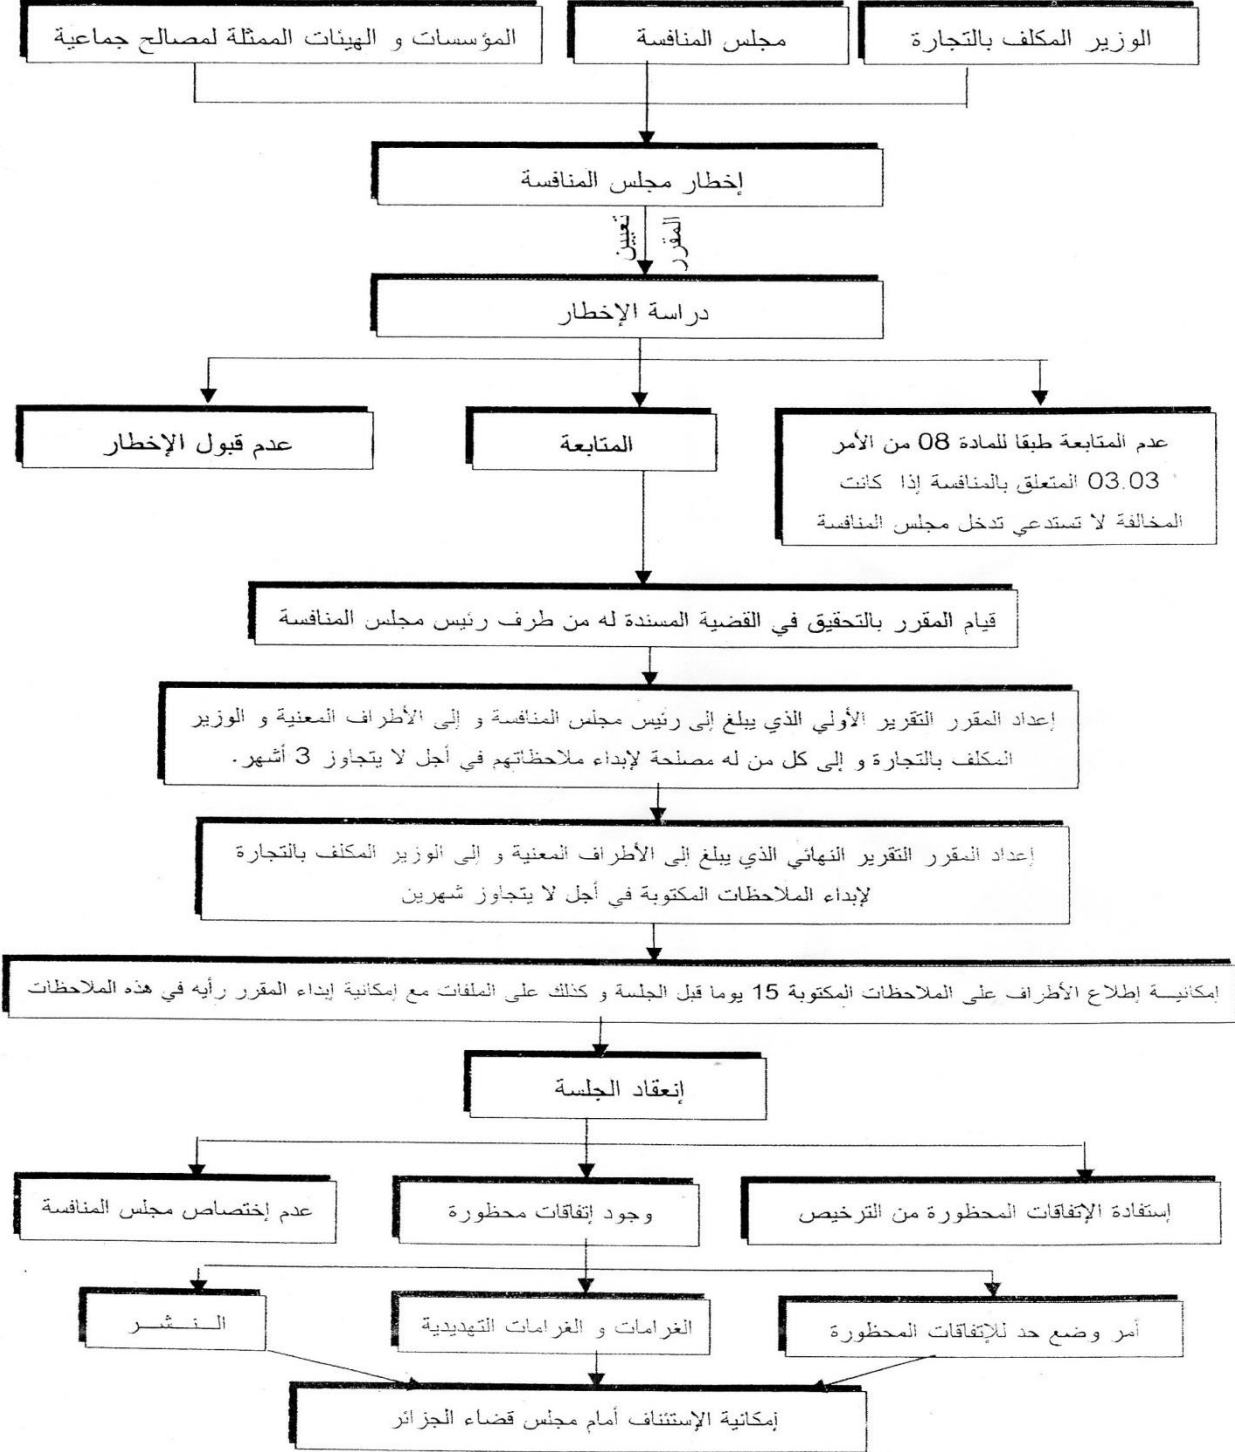 الوزير المكلف بالتجارة
مجلس المنافسة
المؤسسات و الهيئات الممثلة لمصالح جماعية
إخطار مجلس المنافسة
تعيين
المقرر
دراسة الإخطار
عدم المتابعة طبقا للمادة 08 من الأمر
03.03 المتعلق بالمنافسة إذا كانت
المخالفة لا تستدعي تدخل مجلس المنافسة
المتابعة
عدم قبول الإخطار
قيام المقرر بالتحقيق في القضية المسندة له من طرف رئيس مجلس المنافسة
إعداد المقرر التقرير الأولي الذي يبلغ إلى رئيس مجلس المنافسة و إلى الأطراف المعنية و الوزير
المكلف بالتجارة و إلى كل من له مصلحة لإبداء ملاحظاتهم في أجل لا يتجاوز 3 أشهر.
إعداد المقرر التقرير النهائي الذي يبلغ إلى الأطراف المعنية و إلى الوزير المكلف بالتجارة
لإبداء الملاحظات المكتوبة في أجل لا يتجاوز شهرين
إمكانيـــة إطلاع الأطراف على الملاحظات المكتوبة 15 يوما قبل الجلسة و كذلك على الملفات مع إمكانية إبداء المقرر رأيه في هذه الملاحظات
إنعقاد الجلسة
إستفادة الإتفاقات المحظورة من الترخيص
وجود إتفاقات محظورة
عدم إختصاص مجلس المنافسة
أمر وضع حد للإتفاقات المحظورة
الغرامات و الغرامات التهديدية
الـــنـــشـــر
إمكانية الإستئناف أمام مجلس قضاء الجزائر